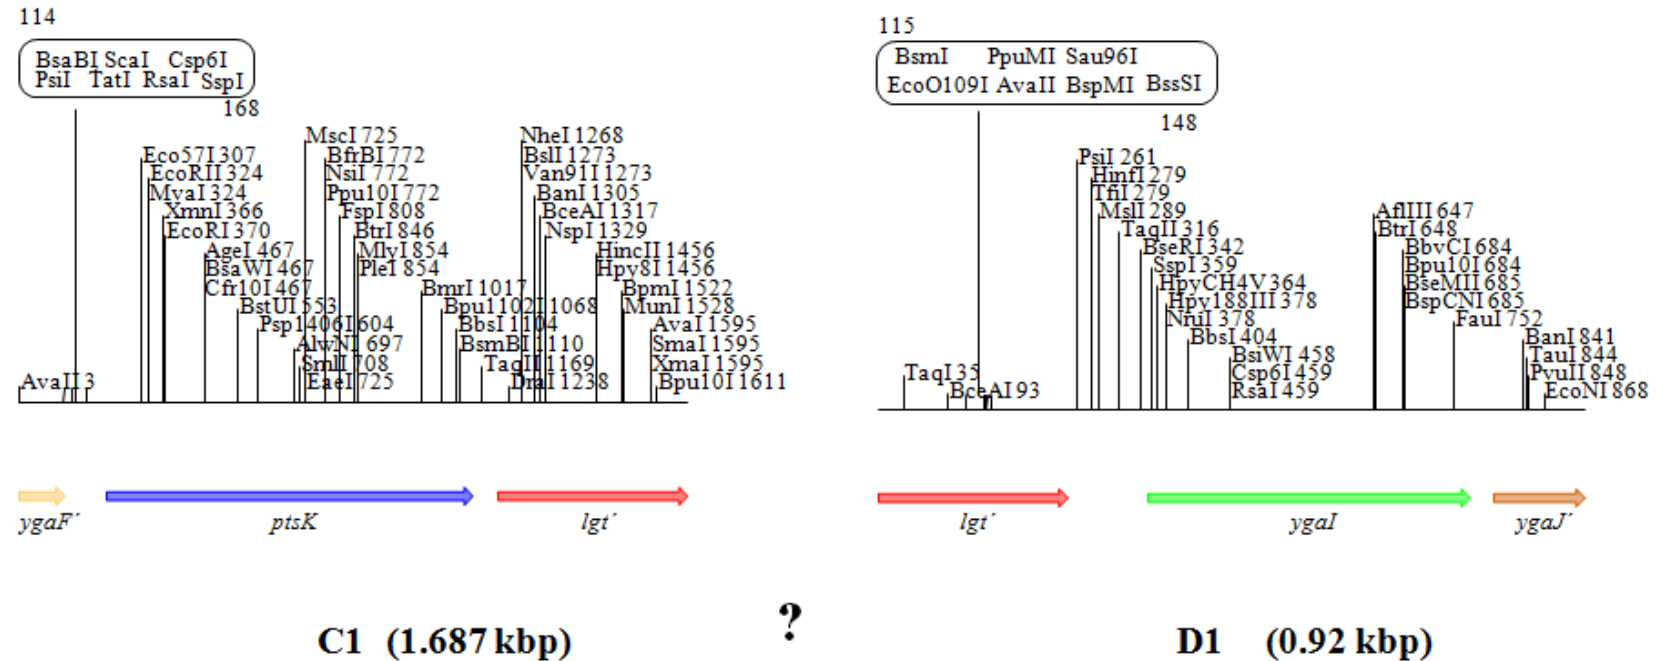 114
BsaBI ScaI Csp6I
PsiI TatI RsaI SspI
168
MscI 725
NheI 1268
Eco57I 307
BfrBI 772
BslI 1273
EcoRII 324
NsiI 772
Van91I 1273
MvaI 324
Ppu10I 772
BanI 1305
XmnI 366
FspI 808
BceAI 1317
EcoRI 370
BtrI 846
NspI 1329
AgeI 467
MlyI 854
HincII 1456
BsaWI 467
PleI 854
Hpy8I 1456
Cfr10I 467
BmrI 1017
BpmI 1522
BstUI 553
Bpu1102I 1068
MunI 1528
Psp1406I 604
BbsI 1104
AvaI 1595
AlwNI 697
BsmBI 1110
SmaI 1595
SmlI 708
TaqII 1169
XmaI 1595
AvaII 3
EaeI 725
DraI 1238
Bpu10I 1611
ygaF´
ptsK
lgt´
C1 (1.687 kbp)
?
115
BsmI PpuMI Sau96I
EcoO109I AvaII BspMI BssSI
148
PsiI 261
HinfI 279
TfiI 279
MslI 289
AflIII 647
TaqII 316
BtrI 648
BseRI 342
BbvCI 684
SspI 359
Bpu10I 684
HpyCH4V 364
BseMII 685
Hpy188III 378
BspCNI 685
NruI 378
FauI 752
BbsI 404
BanI 841
BsiWI 458
TauI 844
TaqI 35
Csp6I 459
PvuII 848
BceAI 93
RsaI 459
EcoNI 868
lgt´
ygaI
ygaJ´
D1 (0.92 kbp)